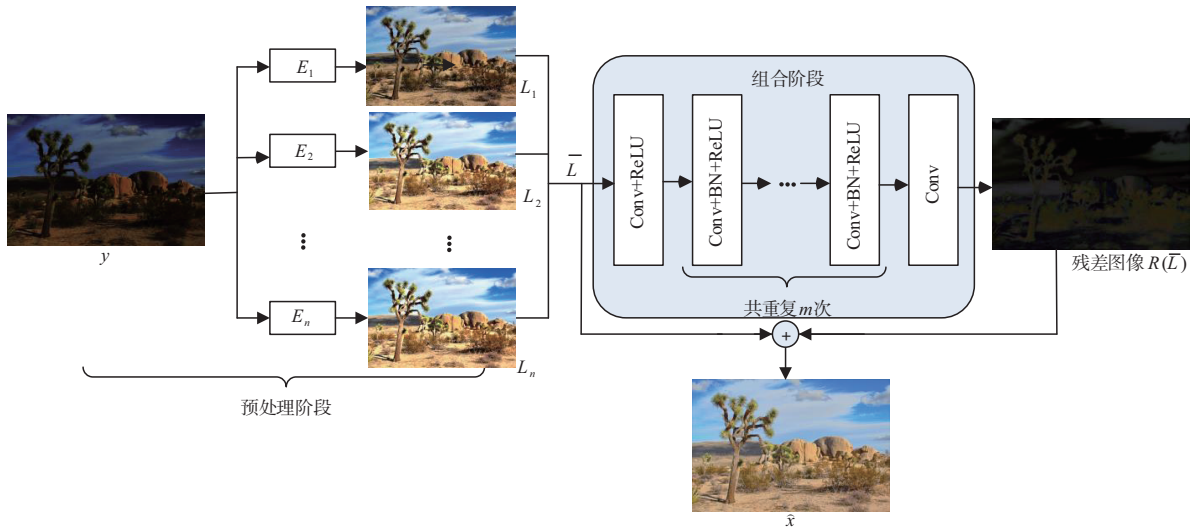 E₁
L₁
E₂
L₂
y
⋮
⋮
Eₙ
Lₙ
预处理阶段
L̅
组合阶段
Conv+ReLU
Conv+BN+ReLU
•••
Conv+BN+ReLU
Conv
共重复m次
残差图像 R(L̅)
+
x̂